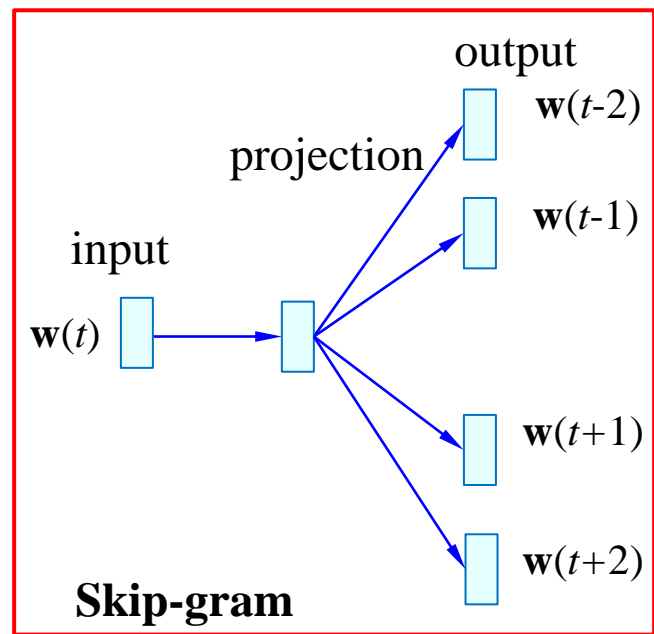 output
w(t-2)
projection
w(t-1)
input
w(t)
w(t+1)
w(t+2)
Skip-gram